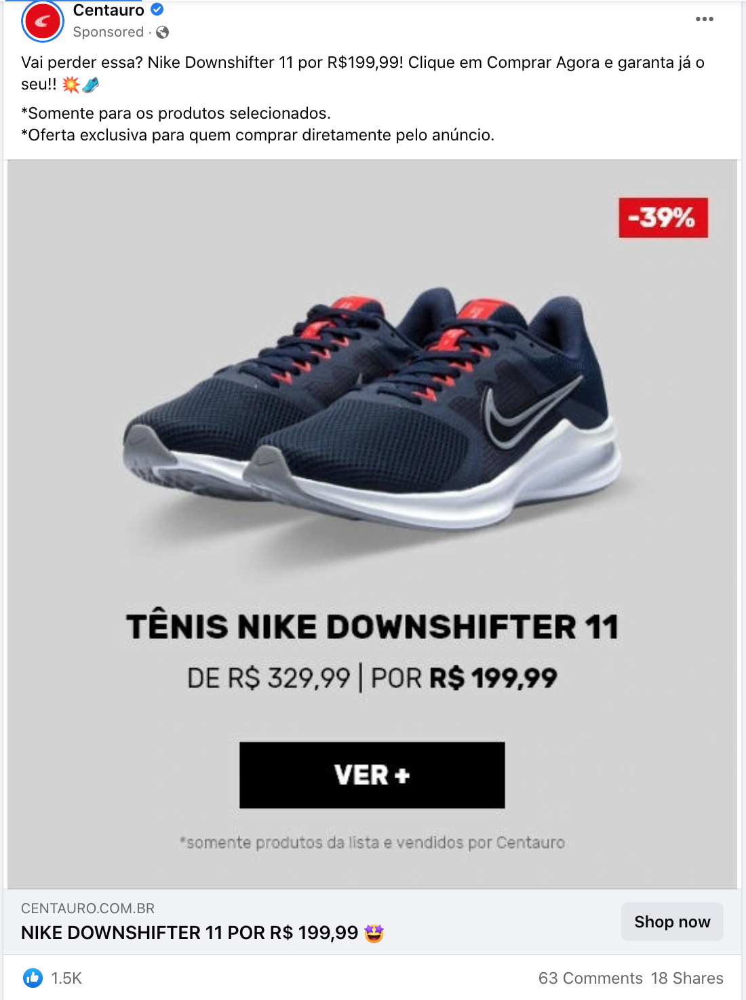 Centauro
Sponsored ·
Vai perder essa? Nike Downshifter 11 por R$199,99! Clique em Comprar Agora e garanta já o
seu!! 💥👟
*Somente para os produtos selecionados.
*Oferta exclusiva para quem comprar diretamente pelo anúncio.
-39%
TÊNIS NIKE DOWNSHIFTER 11
DE R$ 329,99 | POR R$ 199,99
VER +
*somente produtos da lista e vendidos por Centauro
CENTAURO.COM.BR
NIKE DOWNSHIFTER 11 POR R$ 199,99 🤩
Shop now
1.5K
63 Comments 18 Shares